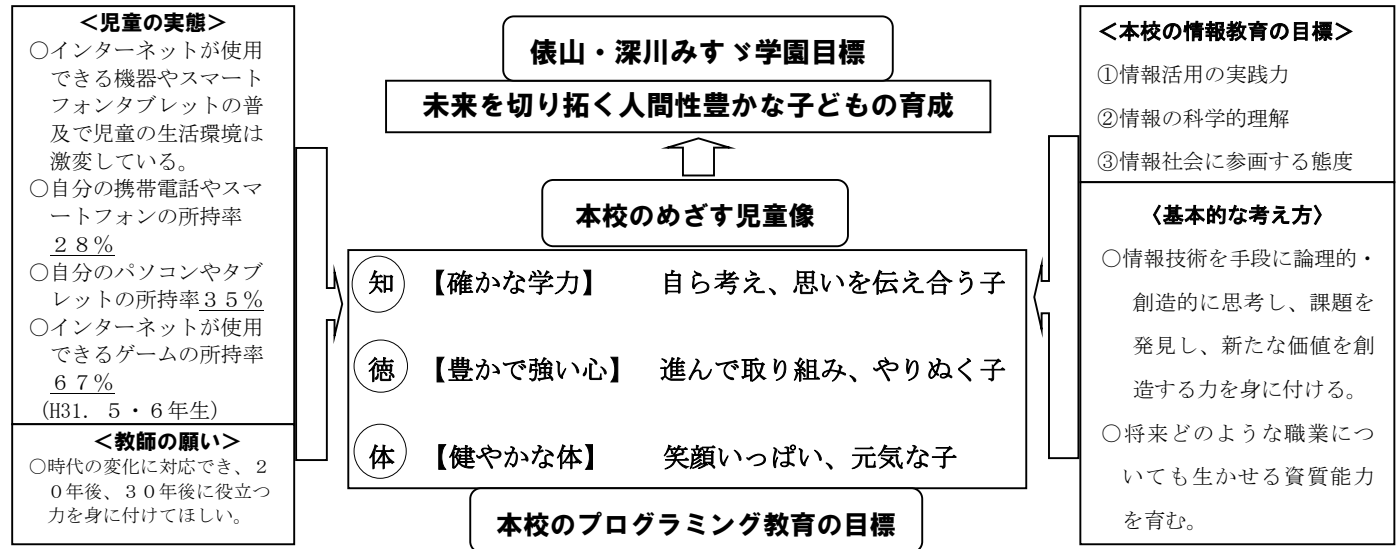 ＜児童の実態＞
○インターネットが使用
できる機器やスマート
フォンタブレットの普
及で児童の生活環境は
激変している。
○自分の携帯電話やスマ
ートフォンの所持率
２８％
○自分のパソコンやタブ
レットの所持率３５％
○インターネットが使用
できるゲームの所持率
６７％
(H31. ５・６年生)
＜教師の願い＞
○時代の変化に対応でき、２
０年後、３０年後に役立つ
力を身に付けてほしい。
俵山・深川みすゞ学園目標
未来を切り拓く人間性豊かな子どもの育成
本校のめざす児童像
知 【確かな学力】 自ら考え、思いを伝え合う子
徳 【豊かで強い心】 進んで取り組み、やりぬく子
体 【健やかな体】 笑顔いっぱい、元気な子
本校のプログラミング教育の目標
＜本校の情報教育の目標＞
①情報活用の実践力
②情報の科学的理解
③情報社会に参画する態度
〈基本的な考え方〉
○情報技術を手段に論理的・
創造的に思考し、課題を
発見し、新たな価値を創
造する力を身に付ける。
○将来どのような職業につ
いても生かせる資質能力
を育む。